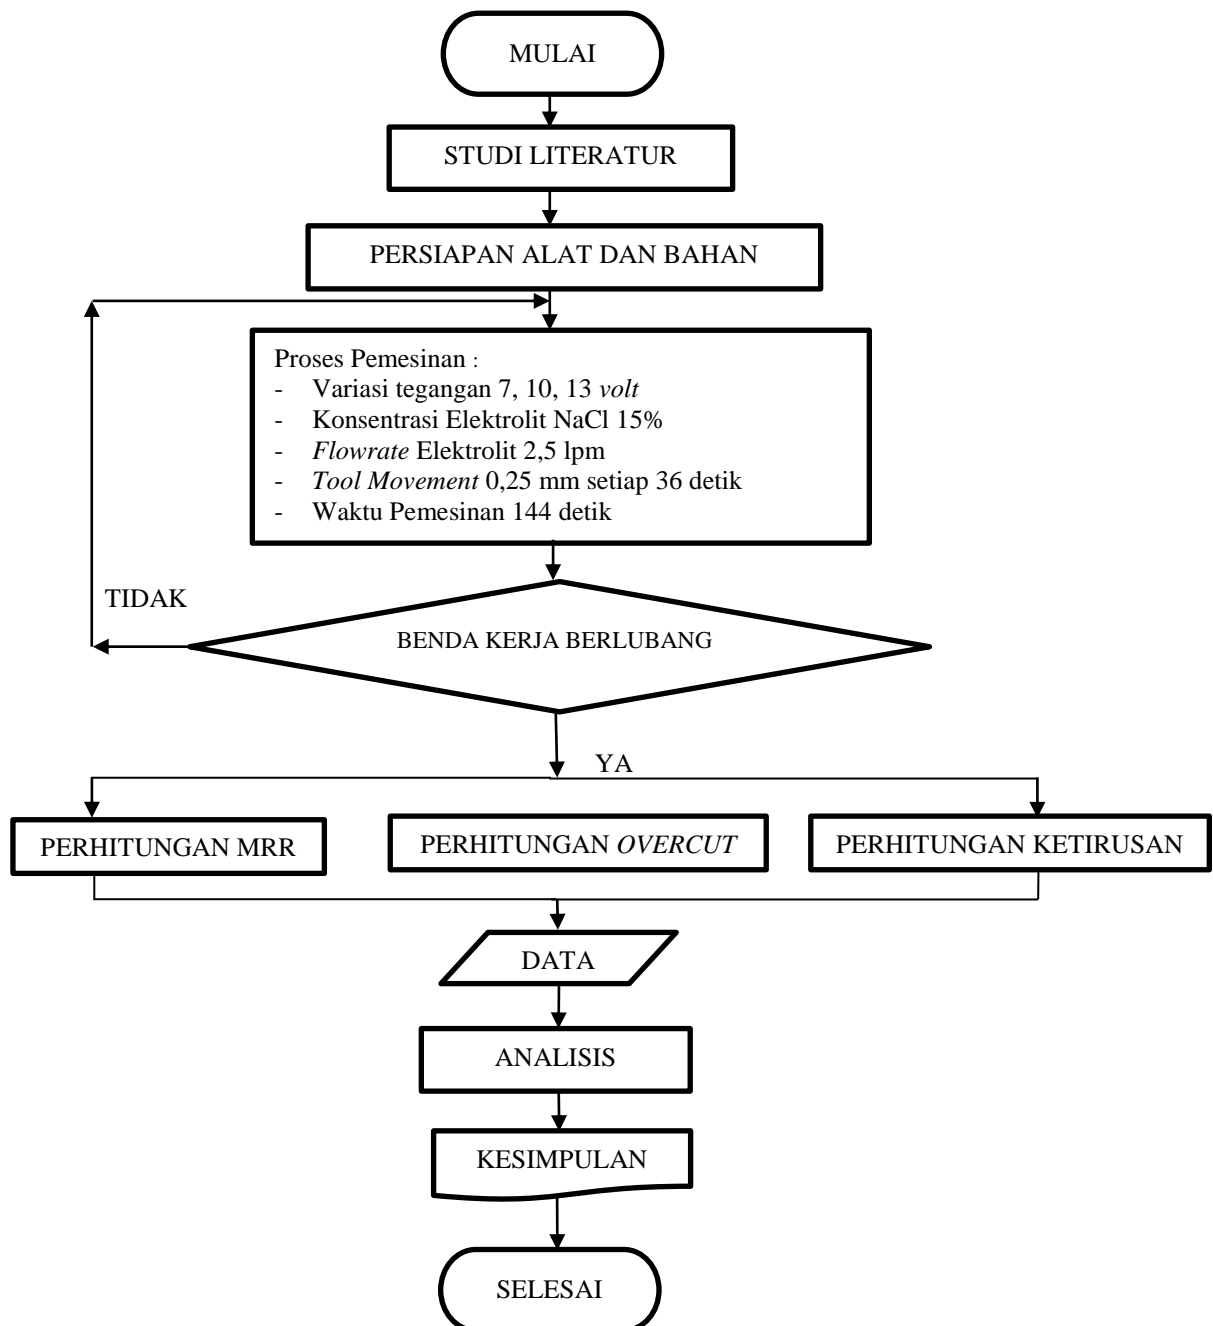 MULAI
STUDI LITERATUR
PERSIAPAN ALAT DAN BAHAN
Proses Pemesinan :
- Variasi tegangan 7, 10, 13 volt
- Konsentrasi Elektrolit NaCl 15%
- Flowrate Elektrolit 2,5 lpm
- Tool Movement 0,25 mm setiap 36 detik
- Waktu Pemesinan 144 detik
TIDAK
BENDA KERJA BERLUBANG
YA
PERHITUNGAN MRR
PERHITUNGAN OVERCUT
PERHITUNGAN KETIRUSAN
DATA
ANALISIS
KESIMPULAN
SELESAI